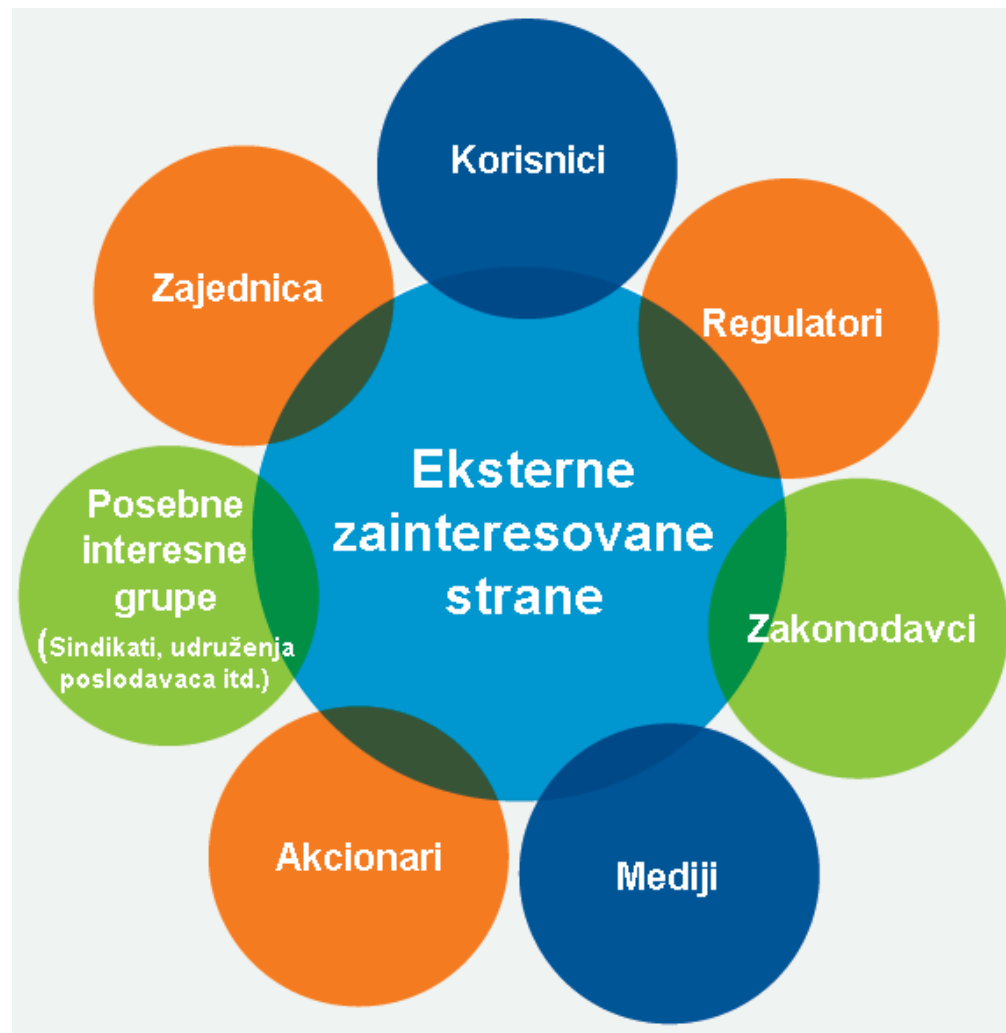 Korisnici
Zajednica
Regulatori
Eksterne
zainteresovane
strane
Posebne
interesne
grupe
(Sindikati, udruženja
poslodavaca itd.)
Zakonodavci
Akcionari
Mediji